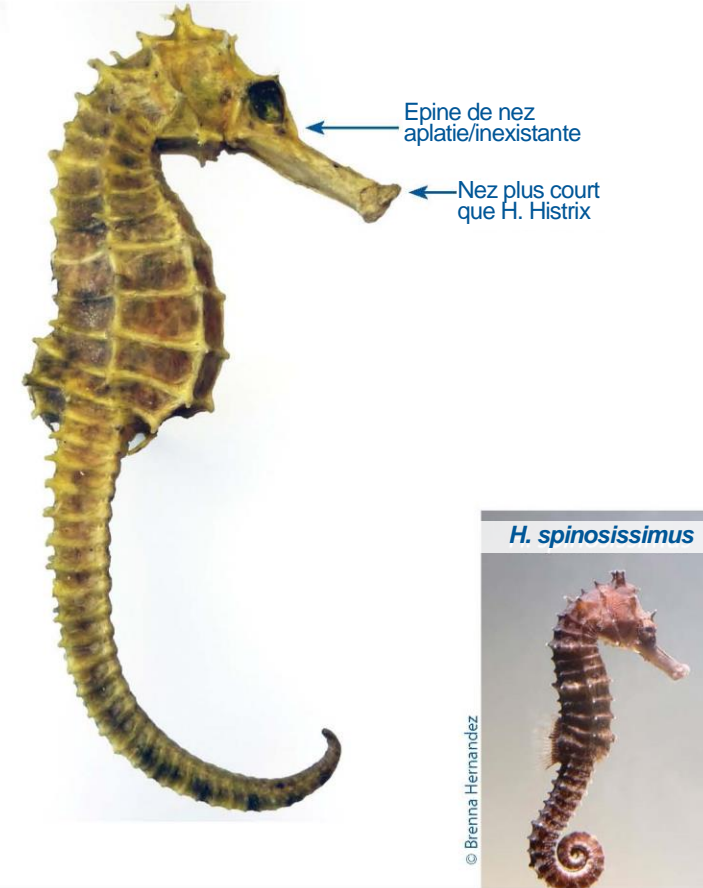 Epine de nez
aplatie/inexistante
Nez plus court
que H. Histrix
H. spinosissimus
© Brenna Hernandez